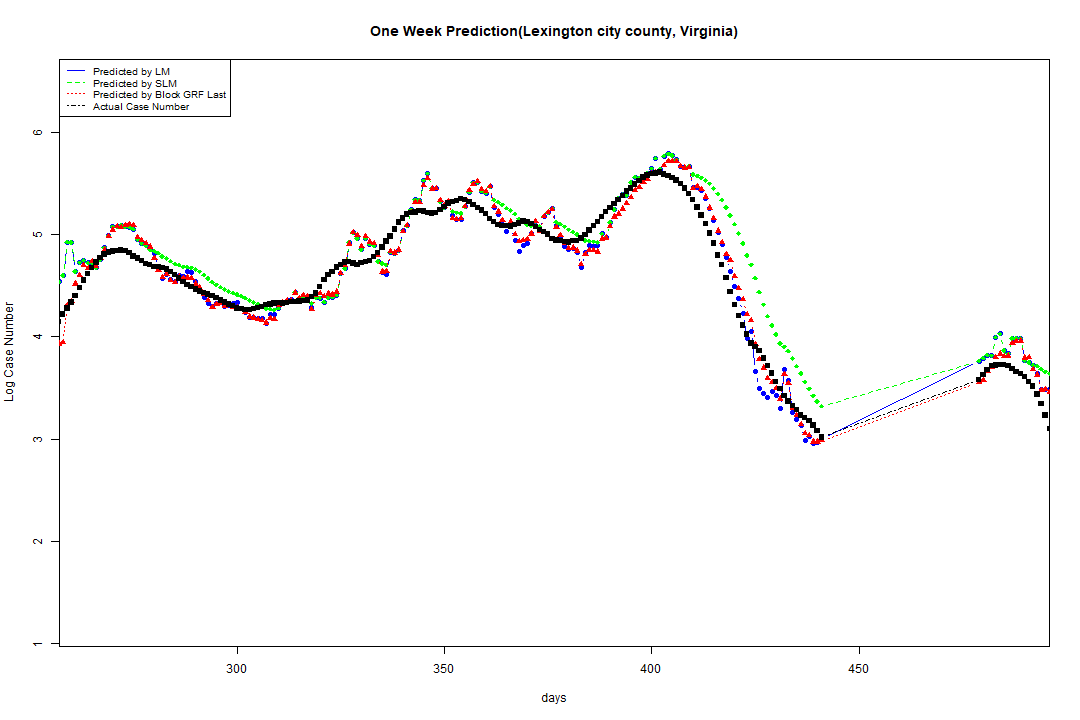 One Week Prediction(Lexington city county, Virginia)
Predicted by LM
Predicted by SLM
Predicted by Block GRF Last
Actual Case Number
6
5
4
3
2
1
Log Case Number
300 350 400 450
days